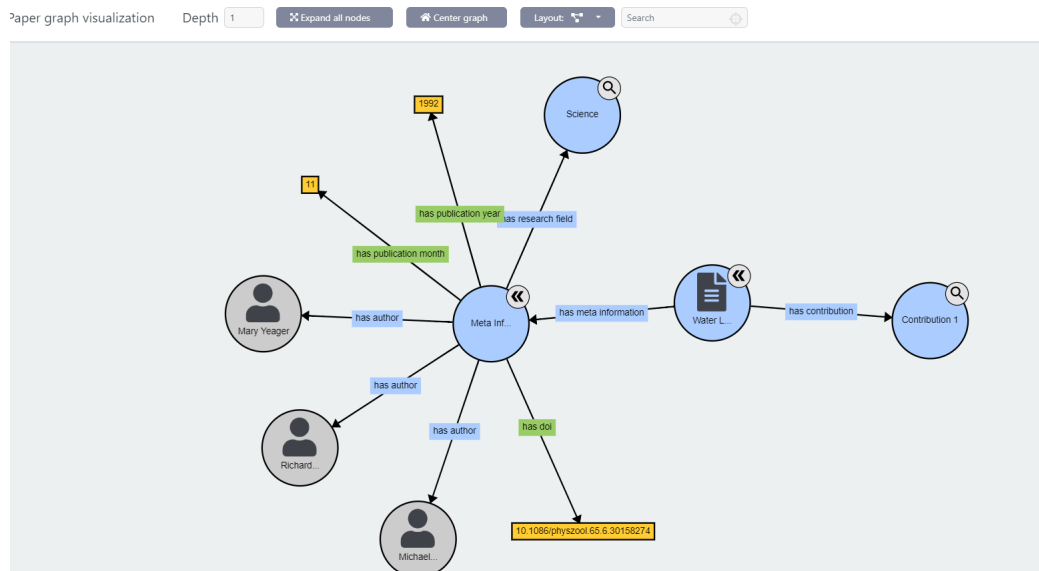 Paper graph visualization
Depth 1
Expand all nodes
Center graph
Layout:
Search
1992
Science
11
has publication year
has research field
has publication month
Mary Yeager
has author
Meta Inf...
has meta information
Water L...
has contribution
Contribution 1
has author
Richard...
has author
has doi
10.1086/physzool.65.6.30158274
Michael...